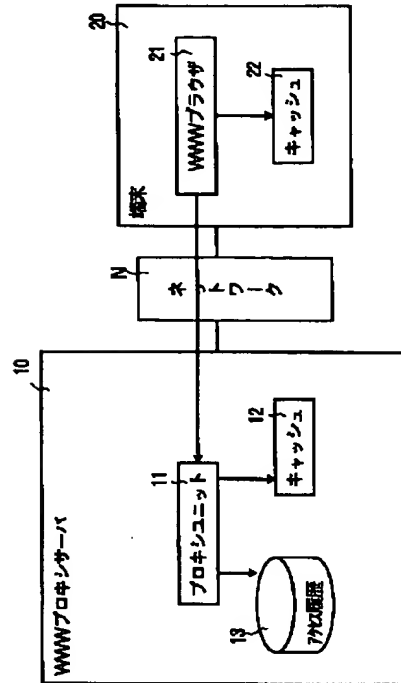 10
WWWプロキシサーバ
11
プロキシユニット
12
キャッシュ
13
アクセス履歴
N
ネットワーク
20
端末
21
WWWブラウザ
22
キャッシュ